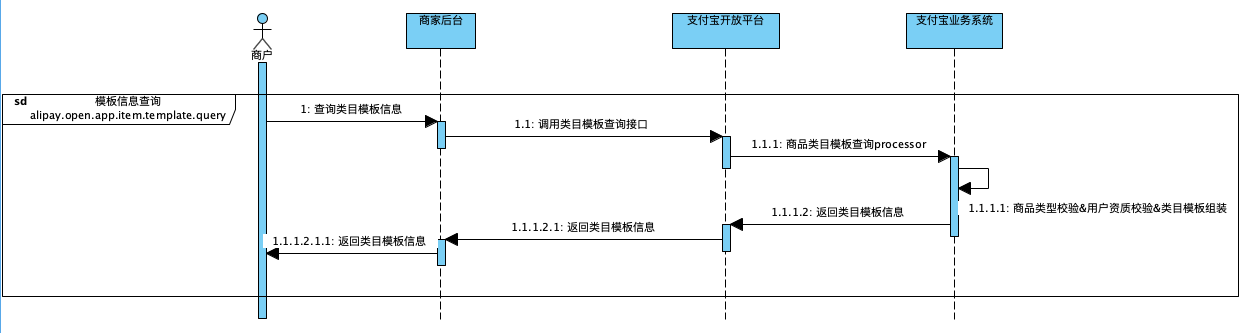 商家后台
支付宝开放平台
支付宝业务系统
商户
sd 模板信息查询
alipay.open.app.item.template.query
1: 查询类目模板信息
1.1: 调用类目模板查询接口
1.1.1: 商品类目模板查询processor
1.1.1.1: 商品类型校验&用户资质校验&类目模板组装
1.1.1.2: 返回类目模板信息
1.1.1.2.1: 返回类目模板信息
1.1.1.2.1.1: 返回类目模板信息